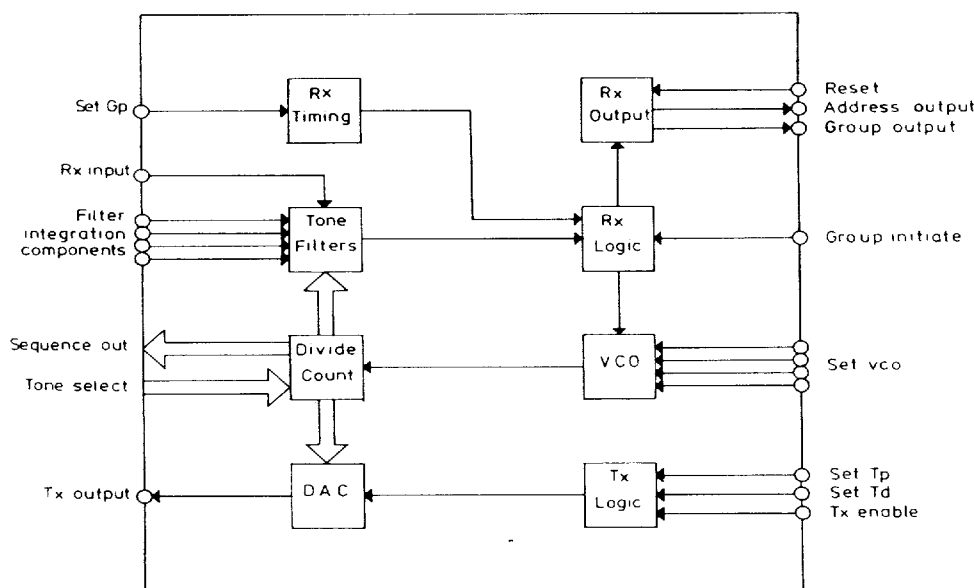 Set Gp
Rx
Timing
Rx
Output
Reset
Address output
Group output
Rx input
Filter
integration
components
Tone
Filters
Rx
Logic
Group initiate
Sequence out
Tone select
Divide
Count
VCO
Set vco
Tx output
DAC
Tx
Logic
Set Tp
Set Td
Tx enable